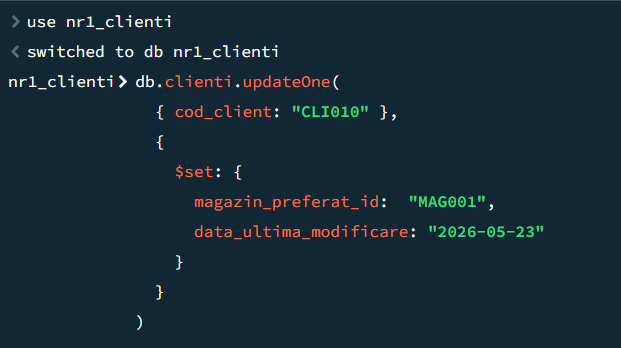 > use nr1_clienti
< switched to db nr1_clienti
nr1_clienti> db.clienti.updateOne(
{ cod_client: "CLI010" },
{
$set: {
magazin_preferat_id:  "MAG001",
data_ultima_modificare: "2026-05-23"
}
}
)